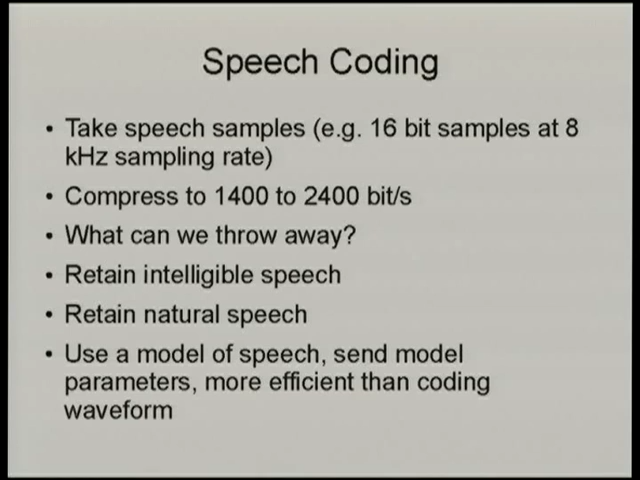 Speech Coding
• Take speech samples (e.g. 16 bit samples at 8
kHz sampling rate)
• Compress to 1400 to 2400 bit/s
• What can we throw away?
• Retain intelligible speech
• Retain natural speech
• Use a model of speech, send model
parameters, more efficient than coding
waveform